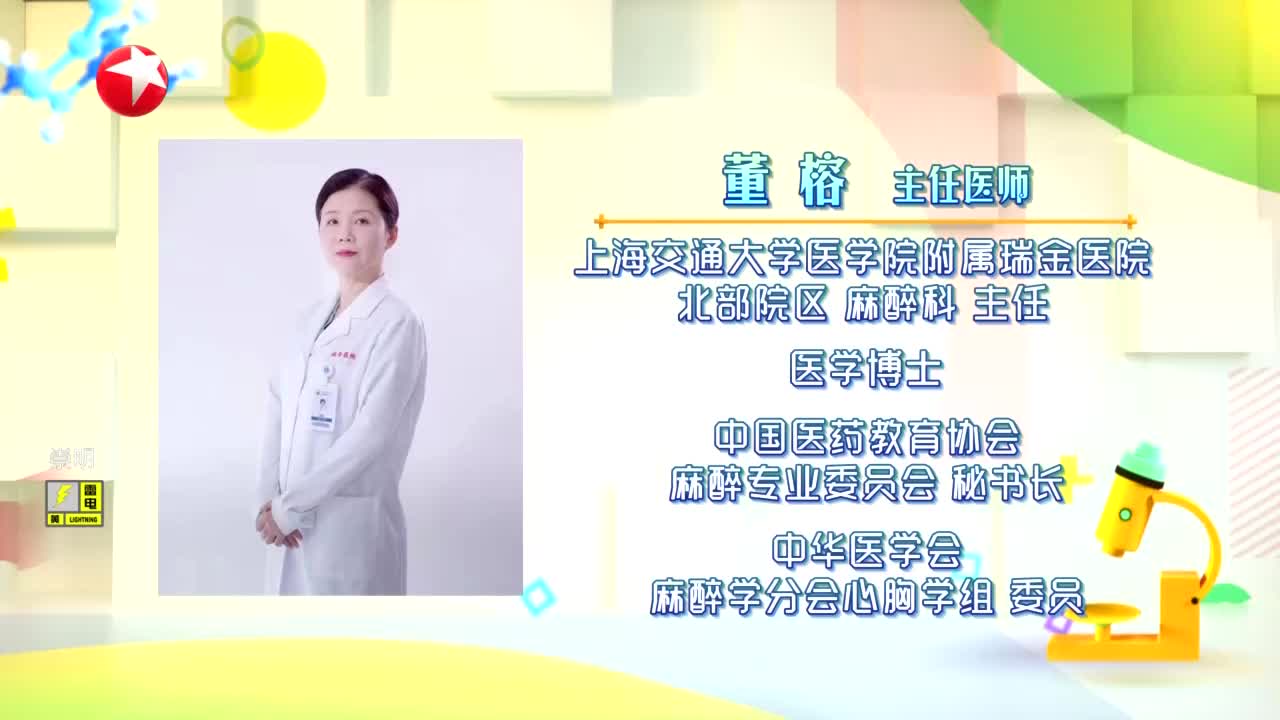 董榕 主任医师
上海交通大学医学院附属瑞金医院
北部院区 麻醉科 主任
医学博士
中国医药教育协会
麻醉专业委员会 秘书长
中华医学会
麻醉学分会心胸学组 委员
崇明
雷电
黄 LIGHTNING